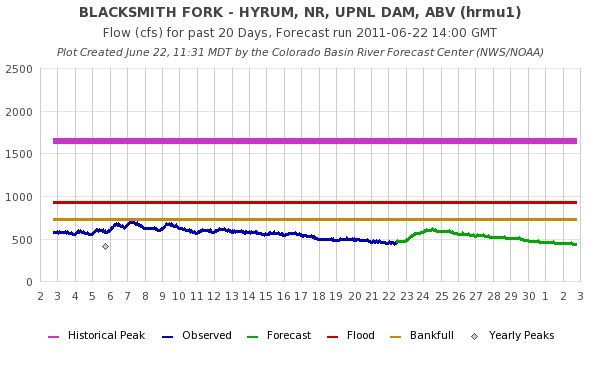 BLACKSMITH FORK - HYRUM, NR, UPNL DAM, ABV (hrmu1)
Flow (cfs) for past 20 Days, Forecast run 2011-06-22 14:00 GMT
Plot Created June 22, 11:31 MDT by the Colorado Basin River Forecast Center (NWS/NOAA)
2500
2000
1500
1000
500
0
2 3 4 5 6 7 8 9 10 11 12 13 14 15 16 17 18 19 20 21 22 23 24 25 26 27 28 29 30 1 2 3
Historical Peak Observed Forecast Flood Bankfull Yearly Peaks